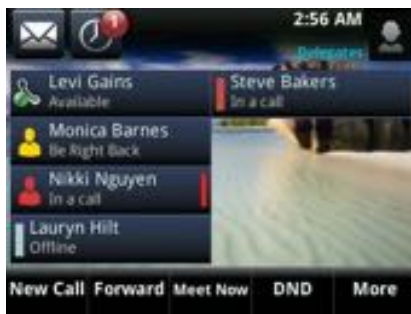 1
2:56 AM
Delegates
Levi Gains
Available
Steve Bakers
In a call
Monica Barnes
Be Right Back
Nikki Nguyen
In a call
Lauryn Hilt
Offline
New Call Forward Meet Now DND More